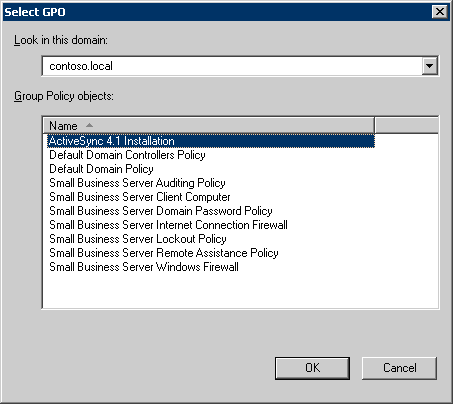 Select GPO
Look in this domain:
contoso.local
Group Policy objects:
Name
ActiveSync 4.1 Installation
Default Domain Controllers Policy
Default Domain Policy
Small Business Server Auditing Policy
Small Business Server Client Computer
Small Business Server Domain Password Policy
Small Business Server Internet Connection Firewall
Small Business Server Lockout Policy
Small Business Server Remote Assistance Policy
Small Business Server Windows Firewall
OK Cancel